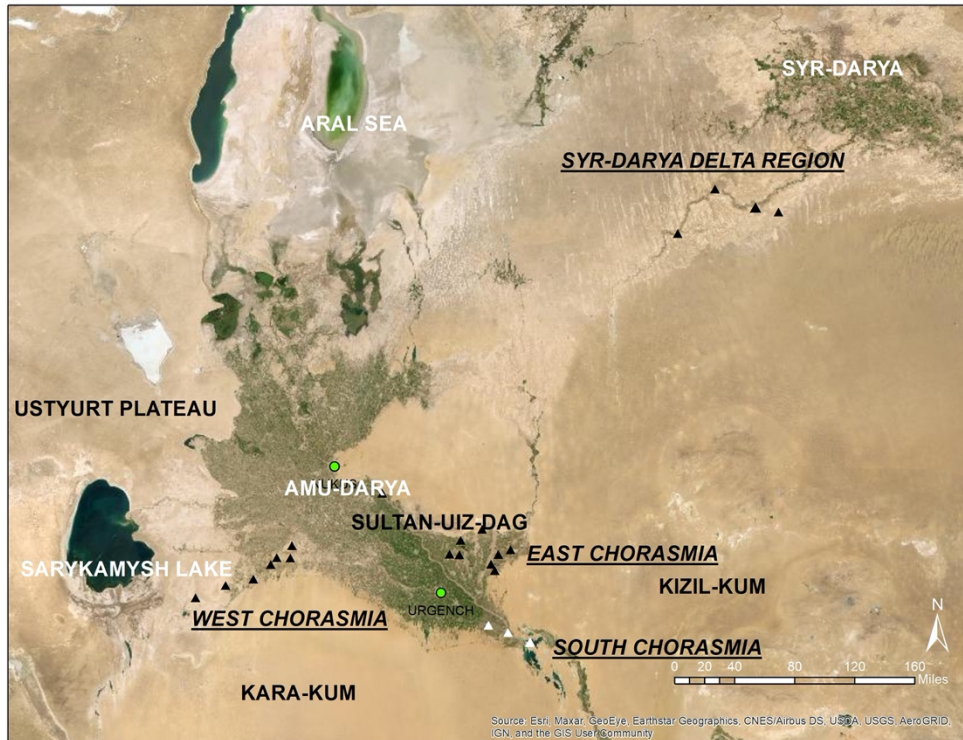 SYR-DARYA
ARAL SEA
SYR-DARYA DELTA REGION
USTYURT PLATEAU
AMU-DARYA
SULTAN-UIZ-DAG
EAST CHORASMIA
SARYKAMYSH LAKE
KIZIL-KUM
URGENCH
WEST CHORASMIA
N
SOUTH CHORASMIA
KARA-KUM
0 20 40 80 120 160
Miles
Source: Esri, Maxar, GeoEye, Earthstar Geographics, CNES/Airbus DS, USDA, USGS, AeroGRID,
IGN, and the GIS User Community